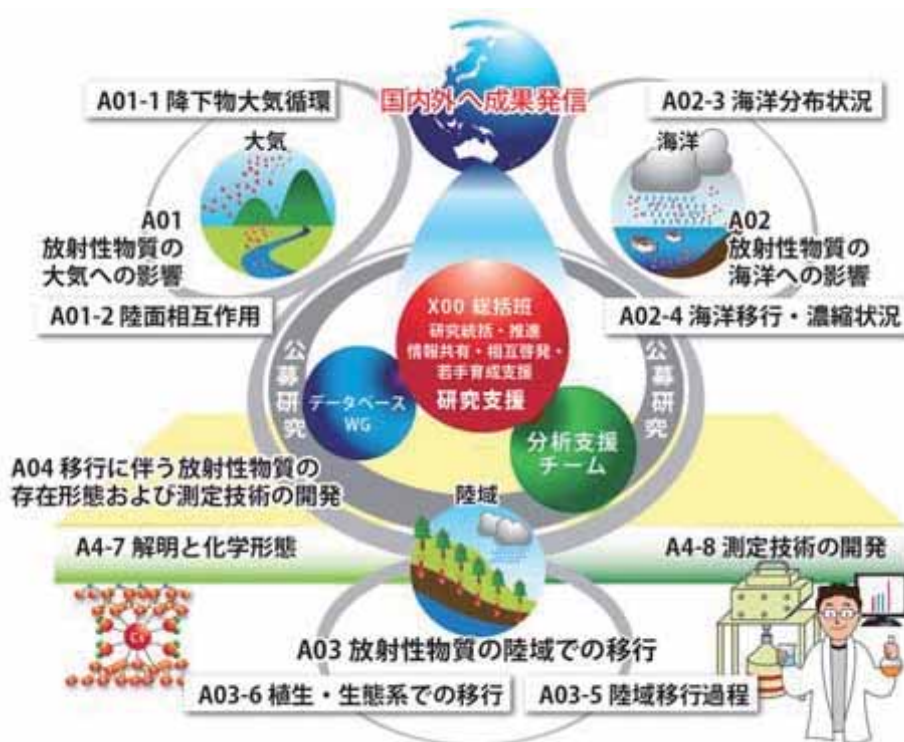 国内外へ成果発信
A01-1 降下物大気循環
大気
A01
放射性物質の
大気への影響
A01-2 陸面相互作用
A02-3 海洋分布状況
海洋
A02
放射性物質の
海洋への影響
A02-4 海洋移行・濃縮状況
X00 総括班
研究統括・推進
情報共有・相互啓発・
若手育成支援
研究支援
公募研究
公募研究
データベース
WG
分析支援
チーム
A04 移行に伴う放射性物質の
存在形態および測定技術の開発
陸域
A4-7 解明と化学形態
A4-8 測定技術の開発
Cs
A03 放射性物質の陸域での移行
A03-6 植生・生態系での移行
A03-5 陸域移行過程